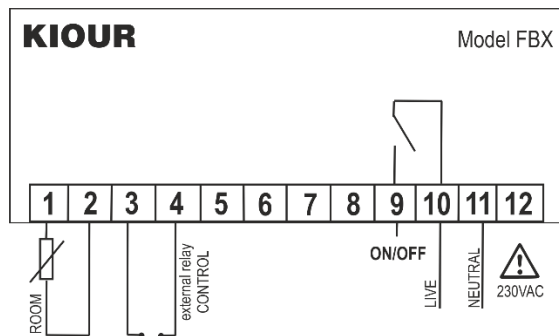 KIOUR
Model FBX
1 2 3 4 5 6 7 8 9 10 11 12
ROOM
external relay
CONTROL
ON/OFF
LIVE
NEUTRAL
230VAC